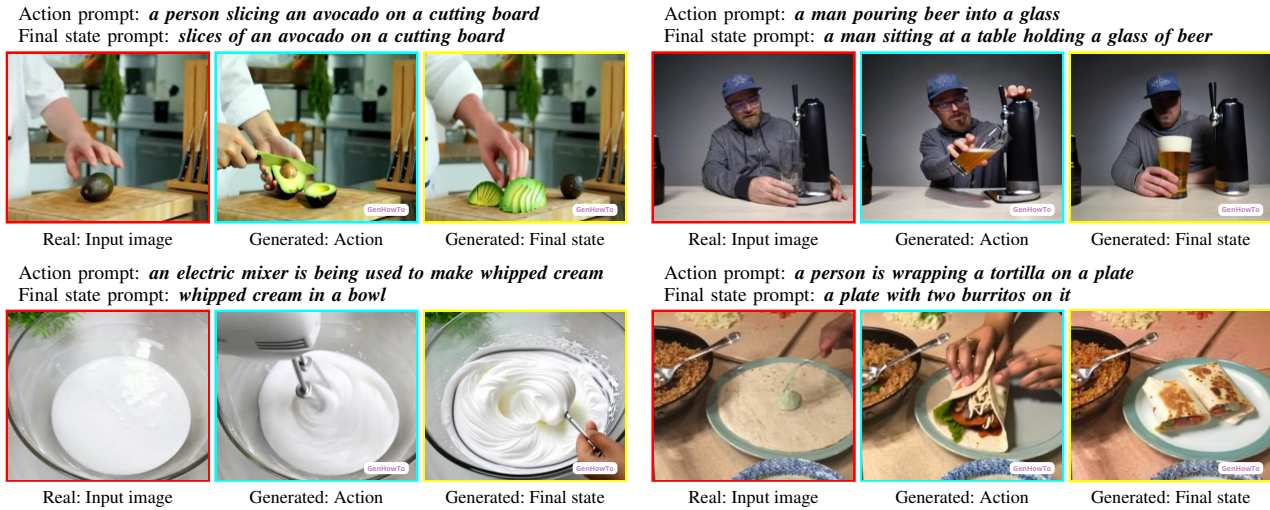 Action prompt: a person slicing an avocado on a cutting board
Final state prompt: slices of an avocado on a cutting board
GenHowTo
GenHowTo
Real: Input image
Generated: Action
Generated: Final state
Action prompt: a man pouring beer into a glass
Final state prompt: a man sitting at a table holding a glass of beer
GenHowTo
GenHowTo
Real: Input image
Generated: Action
Generated: Final state
Action prompt: an electric mixer is being used to make whipped cream
Final state prompt: whipped cream in a bowl
GenHowTo
GenHowTo
Real: Input image
Generated: Action
Generated: Final state
Action prompt: a person is wrapping a tortilla on a plate
Final state prompt: a plate with two burritos on it
GenHowTo
GenHowTo
Real: Input image
Generated: Action
Generated: Final state